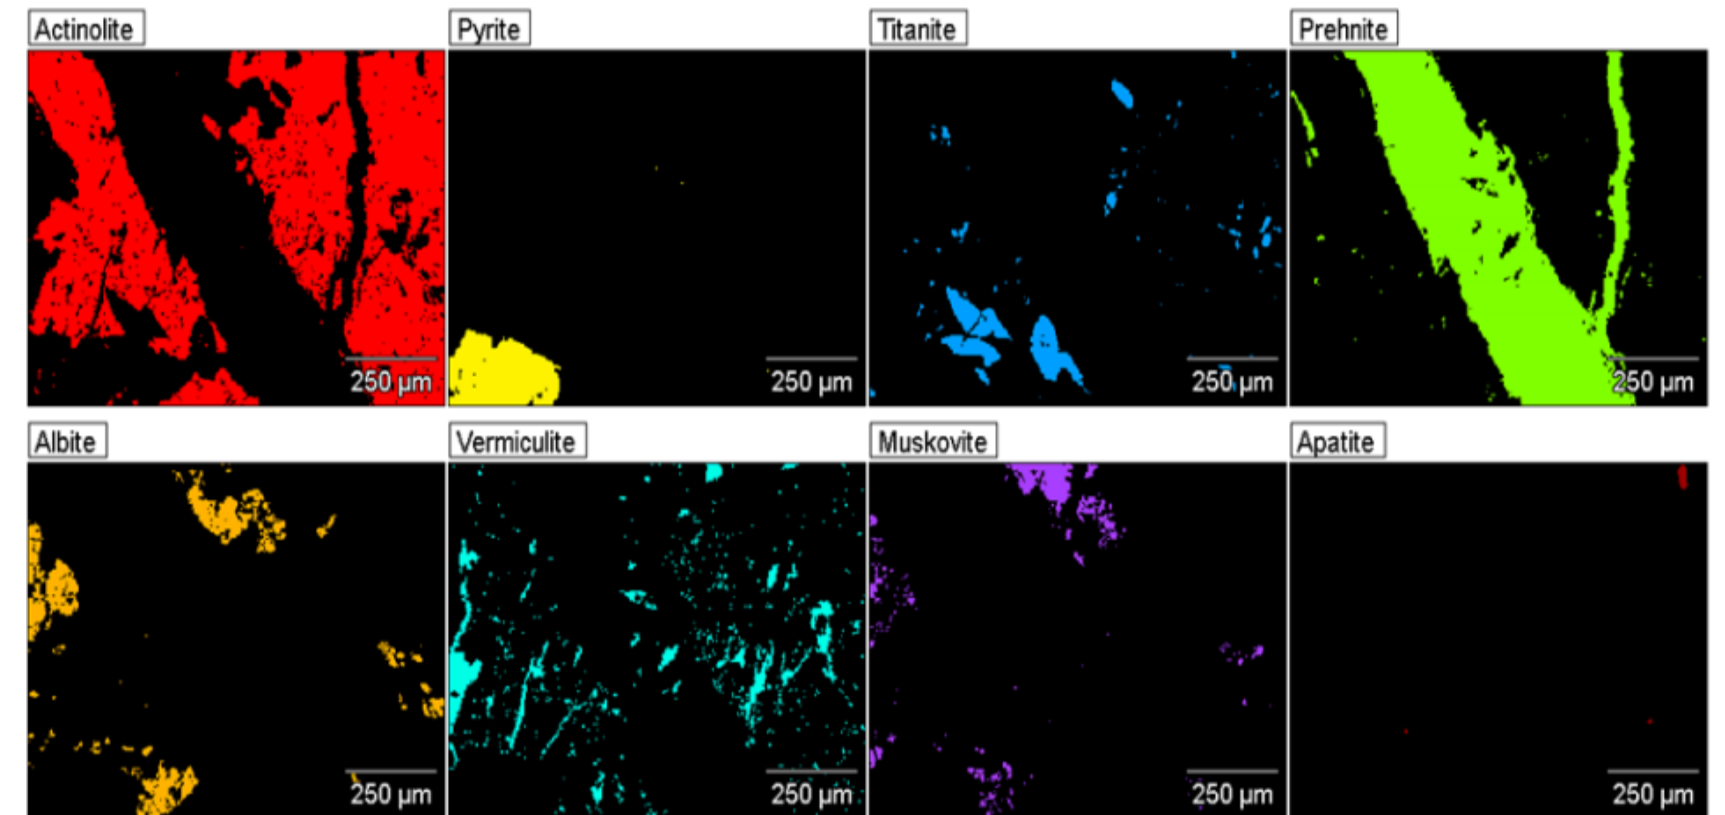 Actinolite
Pyrite
Titanite
Prehnite
250 µm
250 µm
250 µm
250 µm
Albite
Vermiculite
Muskovite
Apatite
250 µm
250 µm
250 µm
250 µm